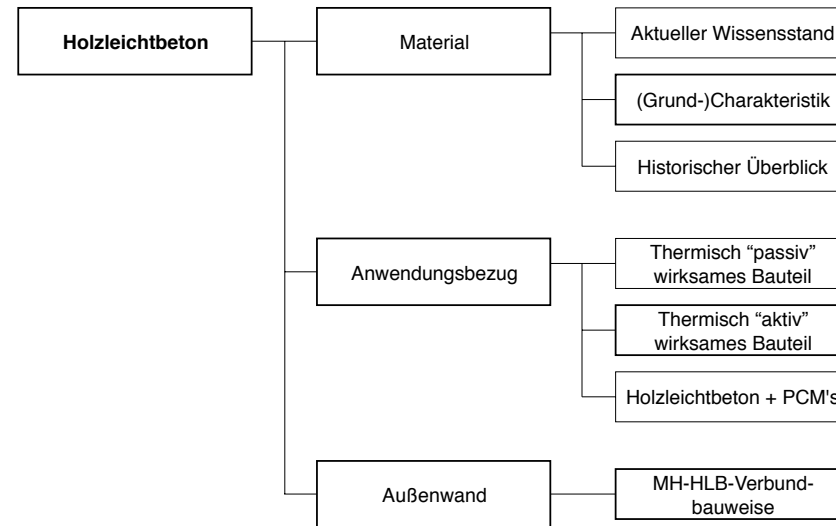 Holzleichtbeton
Material
Aktueller Wissensstand
(Grund-)Charakteristik
Historischer Überblick
Anwendungsbezug
Thermisch “passiv”
wirksames Bauteil
Thermisch “aktiv”
wirksames Bauteil
Holzleichtbeton + PCM's
Außenwand
MH-HLB-Verbund-
bauweise